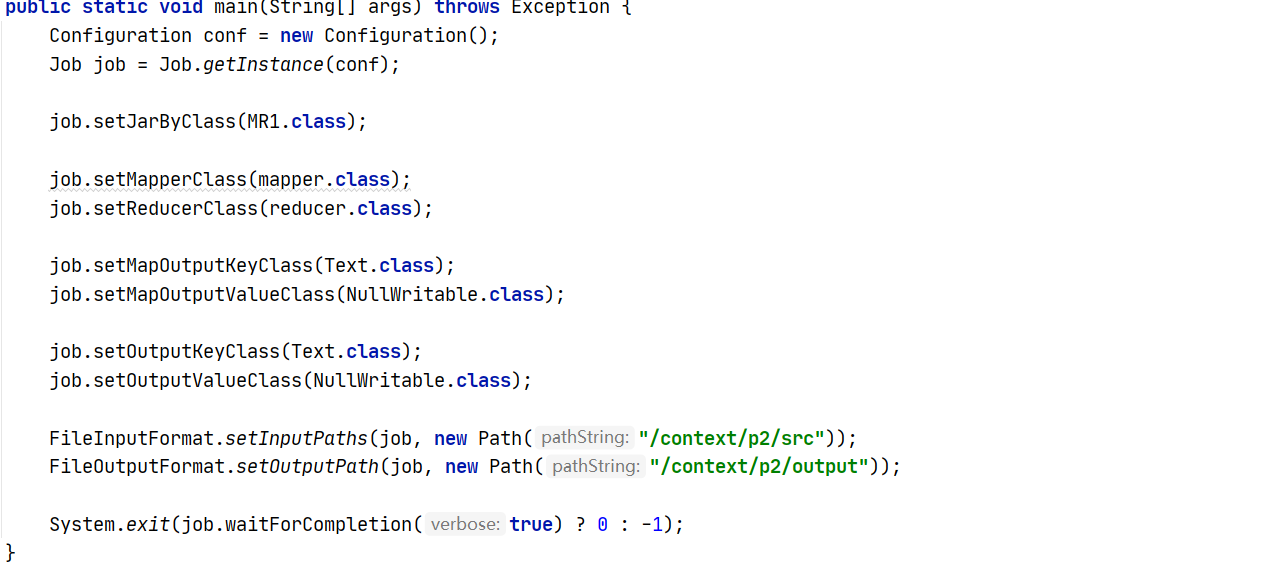 public static void main(String[] args) throws Exception {
    Configuration conf = new Configuration();
    Job job = Job.getInstance(conf);

    job.setJarByClass(MR1.class);

    job.setMapperClass(mapper.class);
    job.setReducerClass(reducer.class);

    job.setMapOutputKeyClass(Text.class);
    job.setMapOutputValueClass(NullWritable.class);

    job.setOutputKeyClass(Text.class);
    job.setOutputValueClass(NullWritable.class);

    FileInputFormat.setInputPaths(job, new Path( pathString: "/context/p2/src"));
    FileOutputFormat.setOutputPath(job, new Path( pathString: "/context/p2/output"));

    System.exit(job.waitForCompletion( verbose: true) ? 0 : -1);
}